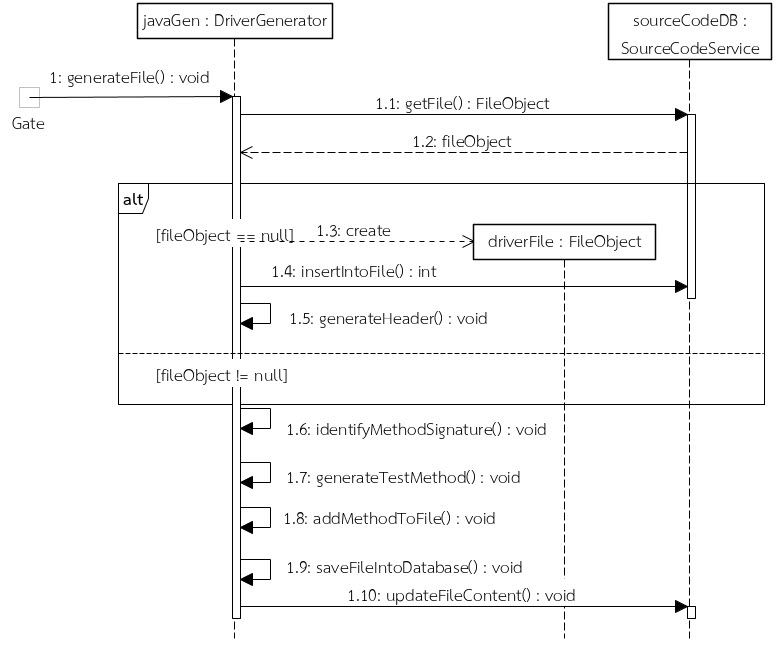 javaGen : DriverGenerator
sourceCodeDB :
SourceCodeService
1: generateFile() : void
Gate
1.1: getFile() : FileObject
1.2: fileObject
alt
[fileObject == null]
1.3: create
driverFile : FileObject
1.4: insertIntoFile() : int
1.5: generateHeader() : void
[fileObject != null]
1.6: identifyMethodSignature() : void
1.7: generateTestMethod() : void
1.8: addMethodToFile() : void
1.9: saveFileIntoDatabase() : void
1.10: updateFileContent() : void